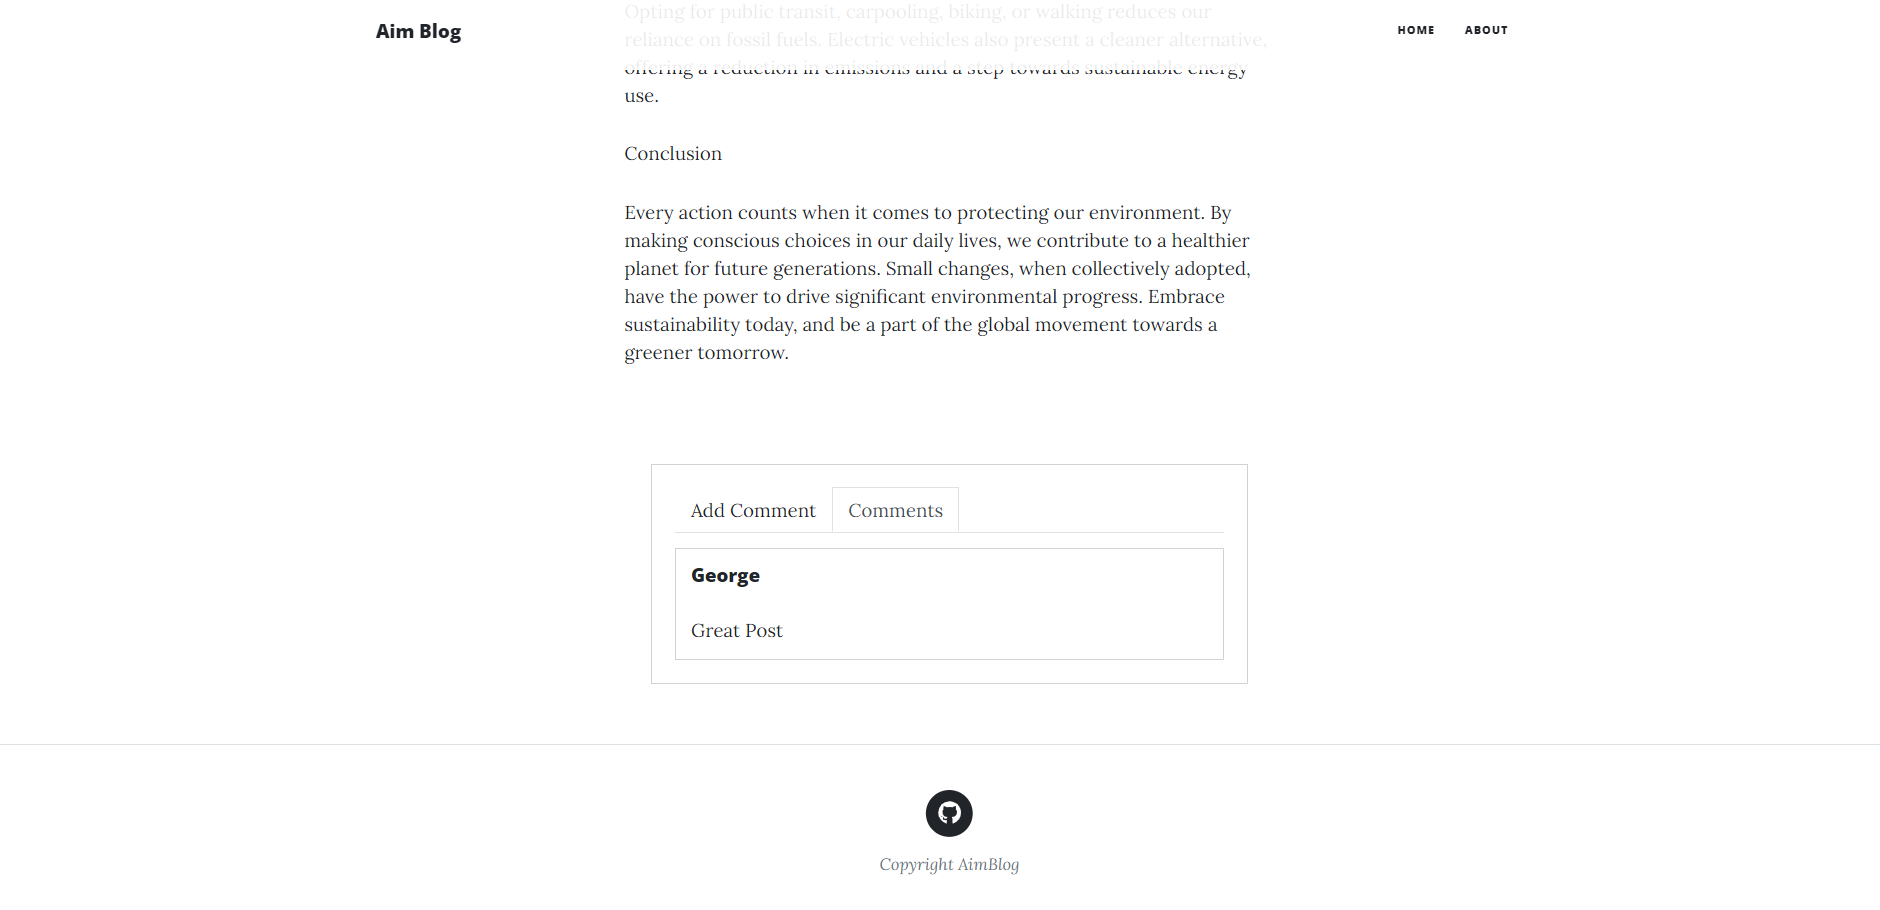 Aim Blog
HOME
ABOUT
Opting for public transit, carpooling, biking, or walking reduces our
reliance on fossil fuels. Electric vehicles also present a cleaner alternative,
offering a reduction in emissions and a step towards sustainable energy
use.
Conclusion
Every action counts when it comes to protecting our environment. By
making conscious choices in our daily lives, we contribute to a healthier
planet for future generations. Small changes, when collectively adopted,
have the power to drive significant environmental progress. Embrace
sustainability today, and be a part of the global movement towards a
greener tomorrow.
Add Comment
Comments
George
Great Post
Copyright AimBlog